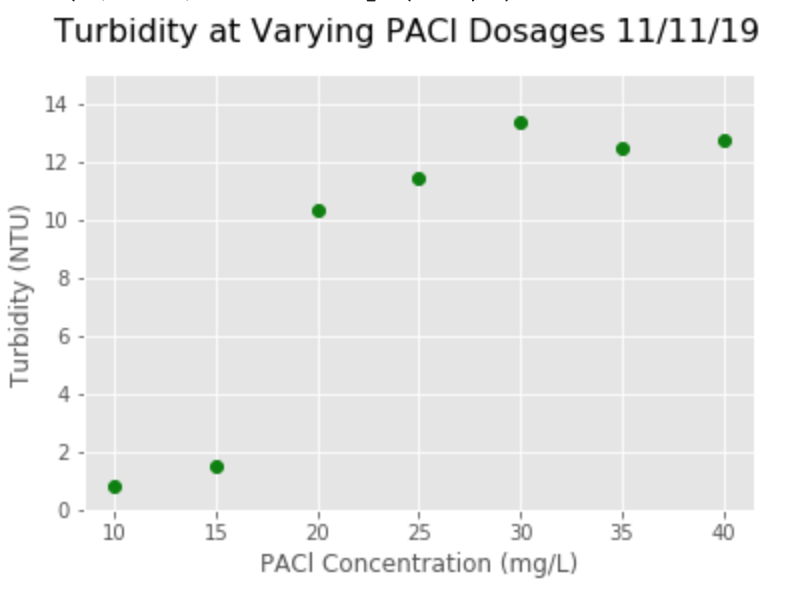 Turbidity at Varying PACl Dosages 11/11/19
14
12
10
8
6
4
2
0
Turbidity (NTU)
10 15 20 25 30 35 40
PACl Concentration (mg/L)